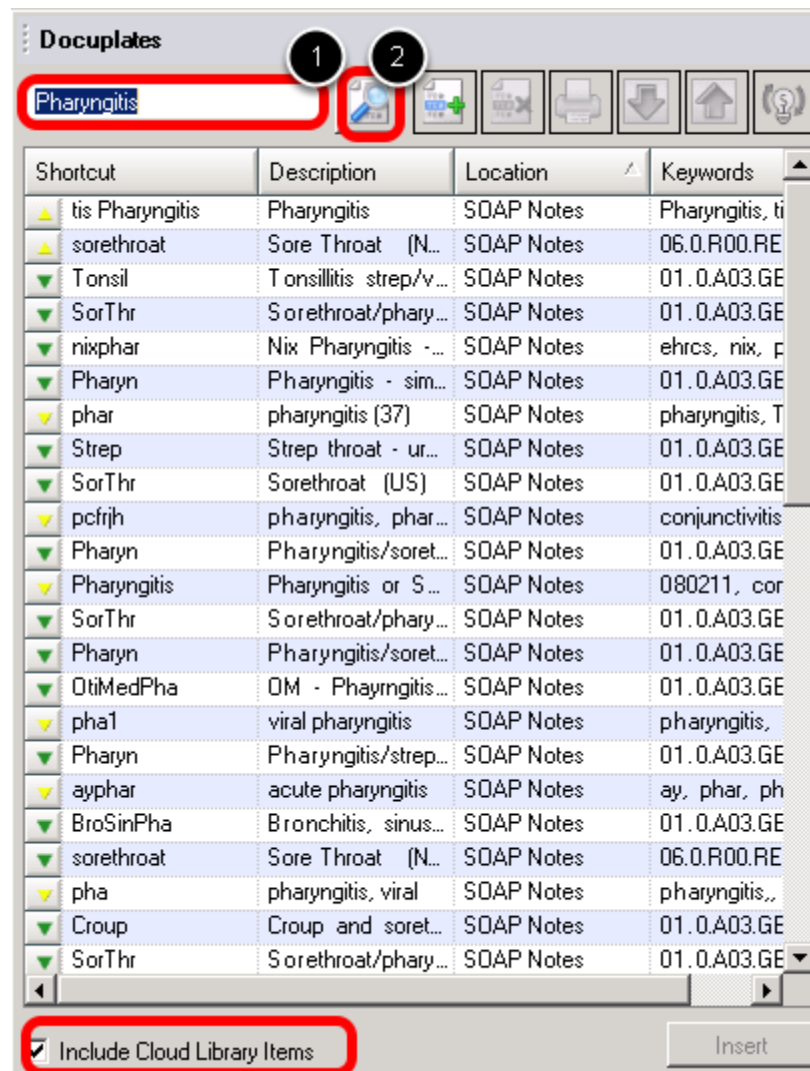 Docuplates
1 2
Pharyngitis
Shortcut Description Location Keywords
tis Pharyngitis Pharyngitis SOAP Notes Pharyngitis, ti
sorethroat Sore Throat (N... SOAP Notes 06.0.R00.RE
Tonsil Tonsillitis strep/v... SOAP Notes 01.0.A03.GE
SorThr Sorethroat/phary... SOAP Notes 01.0.A03.GE
nixphar Nix Pharyngitis -... SOAP Notes ehrcs, nix, p
Pharyn Pharyngitis - sim... SOAP Notes 01.0.A03.GE
phar pharyngitis (37) SOAP Notes pharyngitis, T
Strep Strep throat - ur... SOAP Notes 01.0.A03.GE
SorThr Sorethroat (US) SOAP Notes 01.0.A03.GE
pcfrjh pharyngitis, phar... SOAP Notes conjunctivitis
Pharyn Pharyngitis/soret... SOAP Notes 01.0.A03.GE
Pharyngitis Pharyngitis or S... SOAP Notes 080211, cor
SorThr Sorethroat/phary... SOAP Notes 01.0.A03.GE
Pharyn Pharyngitis/soret... SOAP Notes 01.0.A03.GE
OtiMedPha OM - Phayrngitis... SOAP Notes 01.0.A03.GE
pha1 viral pharyngitis SOAP Notes pharyngitis,
Pharyn Pharyngitis/strep... SOAP Notes 01.0.A03.GE
ayphar acute pharyngitis SOAP Notes ay, phar, ph
BroSinPha Bronchitis, sinus... SOAP Notes 01.0.A03.GE
sorethroat Sore Throat (N... SOAP Notes 06.0.R00.RE
pha pharyngitis, viral SOAP Notes pharyngitis,,
Croup Croup and soret... SOAP Notes 01.0.A03.GE
SorThr Sorethroat/phary... SOAP Notes 01.0.A03.GE
Include Cloud Library Items Insert